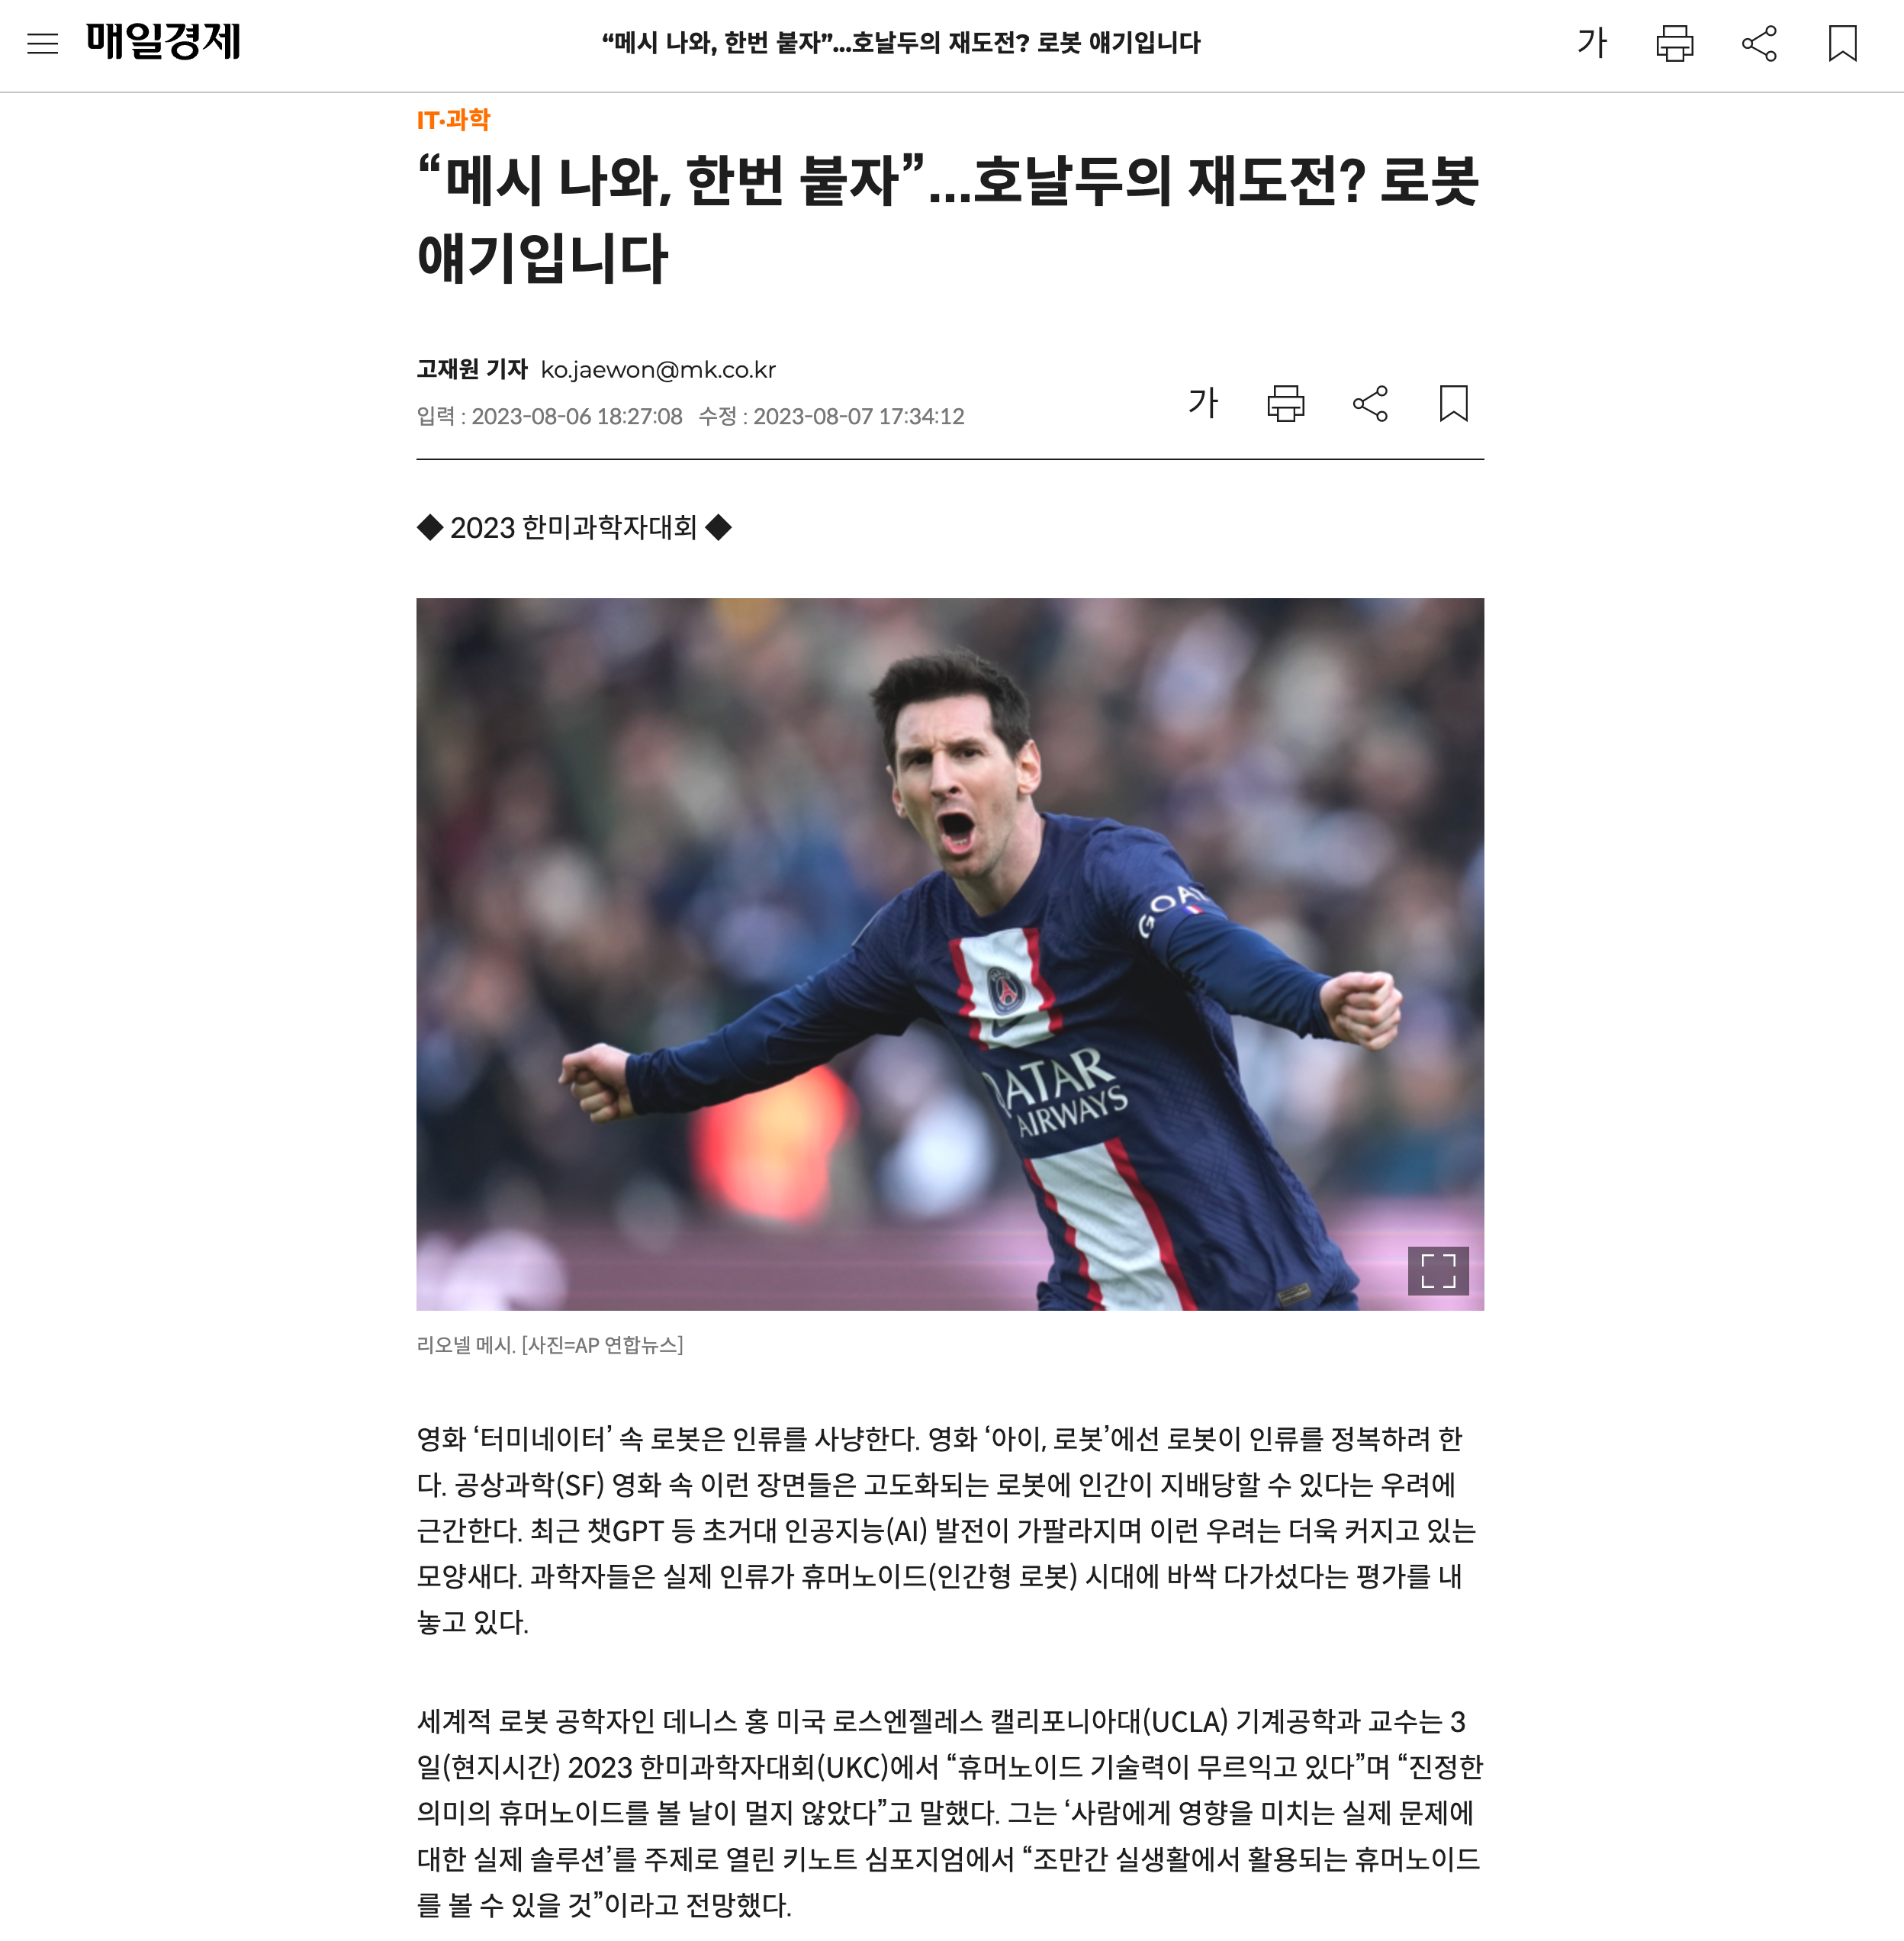 매일경제
“메시 나와, 한번 붙자”...호날두의 재도전? 로봇 얘기입니다
가
IT·과학
“메시 나와, 한번 붙자”...호날두의 재도전? 로봇
얘기입니다
고재원 기자 ko.jaewon@mk.co.kr
입력 : 2023-08-06 18:27:08 수정 : 2023-08-07 17:34:12
가
◆ 2023 한미과학자대회 ◆
GOAL
PARIS
QATAR
AIRWAYS
리오넬 메시. [사진=AP 연합뉴스]
영화 ‘터미네이터’ 속 로봇은 인류를 사냥한다. 영화 ‘아이, 로봇’에선 로봇이 인류를 정복하려 한
다. 공상과학(SF) 영화 속 이런 장면들은 고도화되는 로봇에 인간이 지배당할 수 있다는 우려에
근간한다. 최근 챗GPT 등 초거대 인공지능(AI) 발전이 가팔라지며 이런 우려는 더욱 커지고 있는
모양새다. 과학자들은 실제 인류가 휴머노이드(인간형 로봇) 시대에 바싹 다가섰다는 평가를 내
놓고 있다.
세계적 로봇 공학자인 데니스 홍 미국 로스엔젤레스 캘리포니아대(UCLA) 기계공학과 교수는 3
일(현지시간) 2023 한미과학자대회(UKC)에서 “휴머노이드 기술력이 무르익고 있다”며 “진정한
의미의 휴머노이드를 볼 날이 멀지 않았다”고 말했다. 그는 ‘사람에게 영향을 미치는 실제 문제에
대한 실제 솔루션’를 주제로 열린 키노트 심포지엄에서 “조만간 실생활에서 활용되는 휴머노이드
를 볼 수 있을 것”이라고 전망했다.